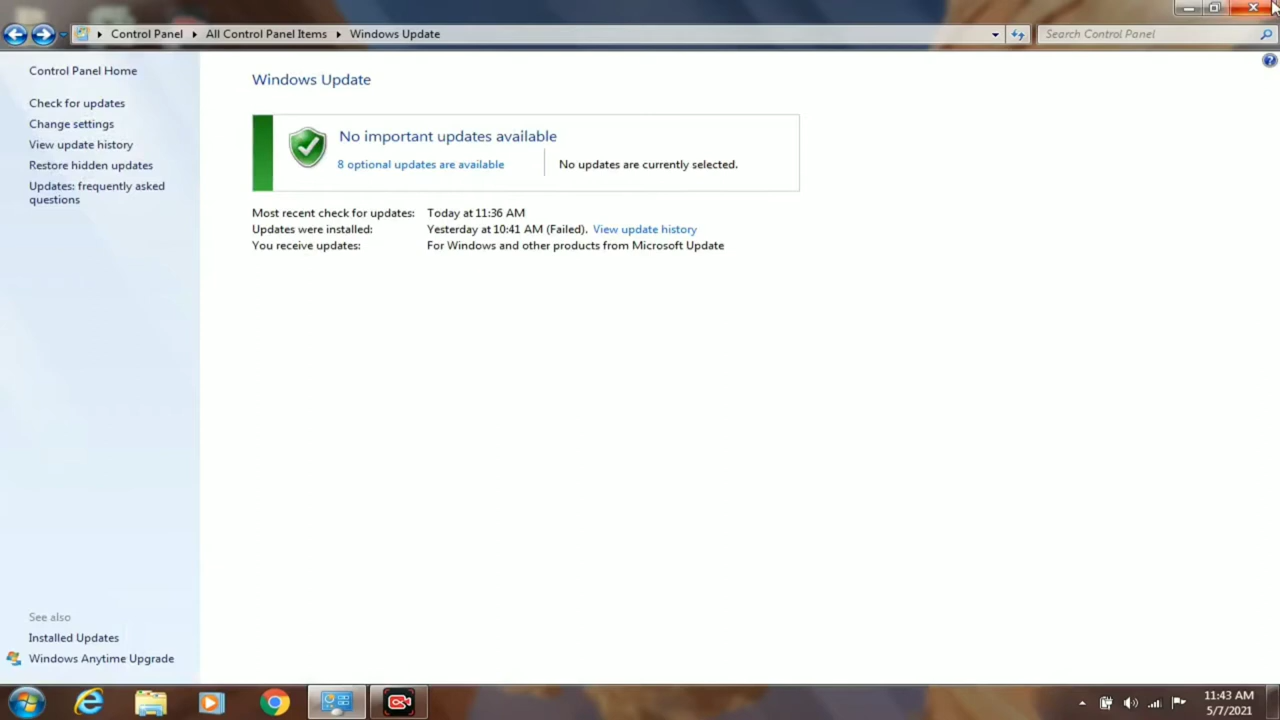 Control Panel All Control Panel Items Windows Update
Search Control Panel
Control Panel Home
Check for updates
Change settings
View update history
Restore hidden updates
Updates: frequently asked
questions
Windows Update
No important updates available
8 optional updates are available
No updates are currently selected.
Most recent check for updates: Today at 11:36 AM
Updates were installed: Yesterday at 10:41 AM (Failed). View update history
You receive updates: For Windows and other products from Microsoft Update
See also
Installed Updates
Windows Anytime Upgrade
11:43 AM
5/7/2021